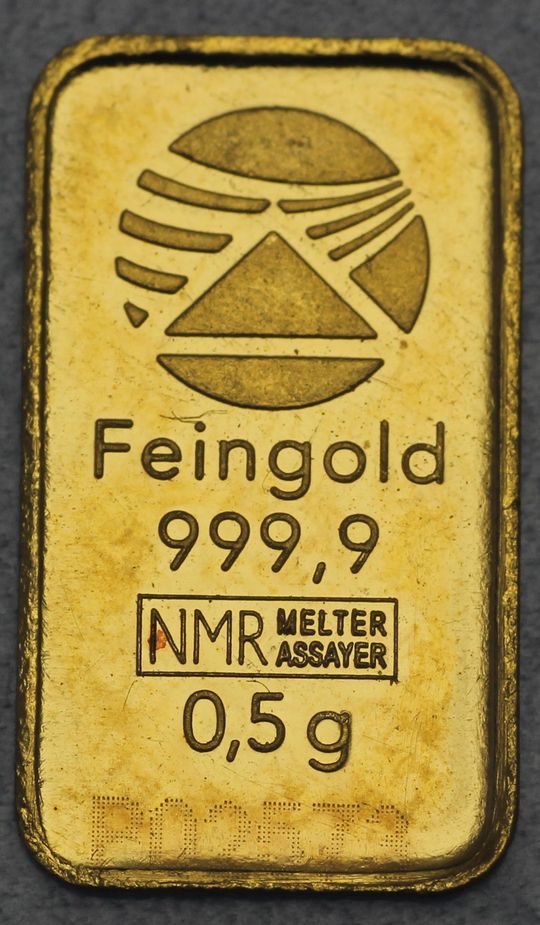 Feingold
999,9
NMR MELTER
ASSAYER
0,5 g